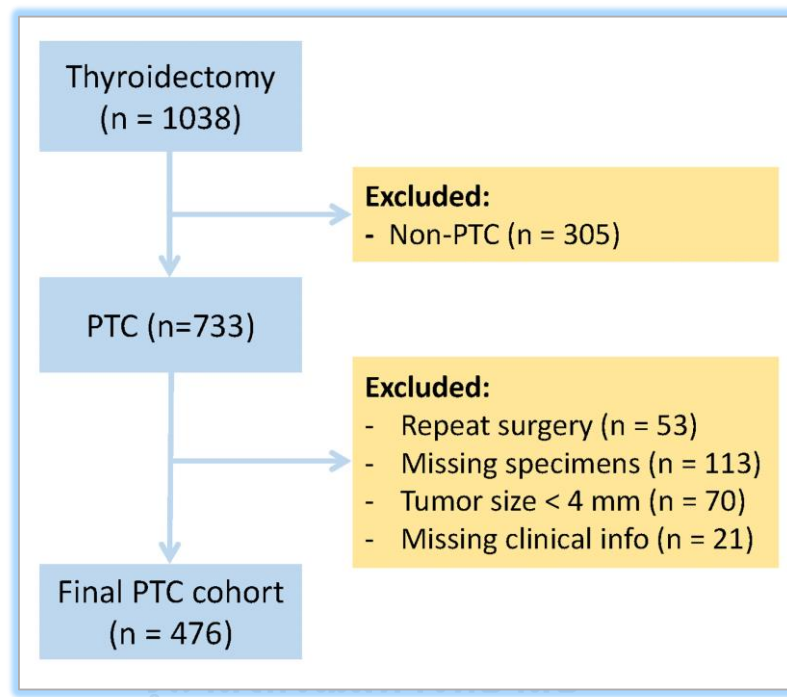 Thyroidectomy
(n = 1038)
Excluded:
- Non-PTC (n = 305)
PTC (n=733)
Excluded:
- Repeat surgery (n = 53)
- Missing specimens (n = 113)
- Tumor size < 4 mm (n = 70)
- Missing clinical info (n = 21)
Final PTC cohort
(n = 476)